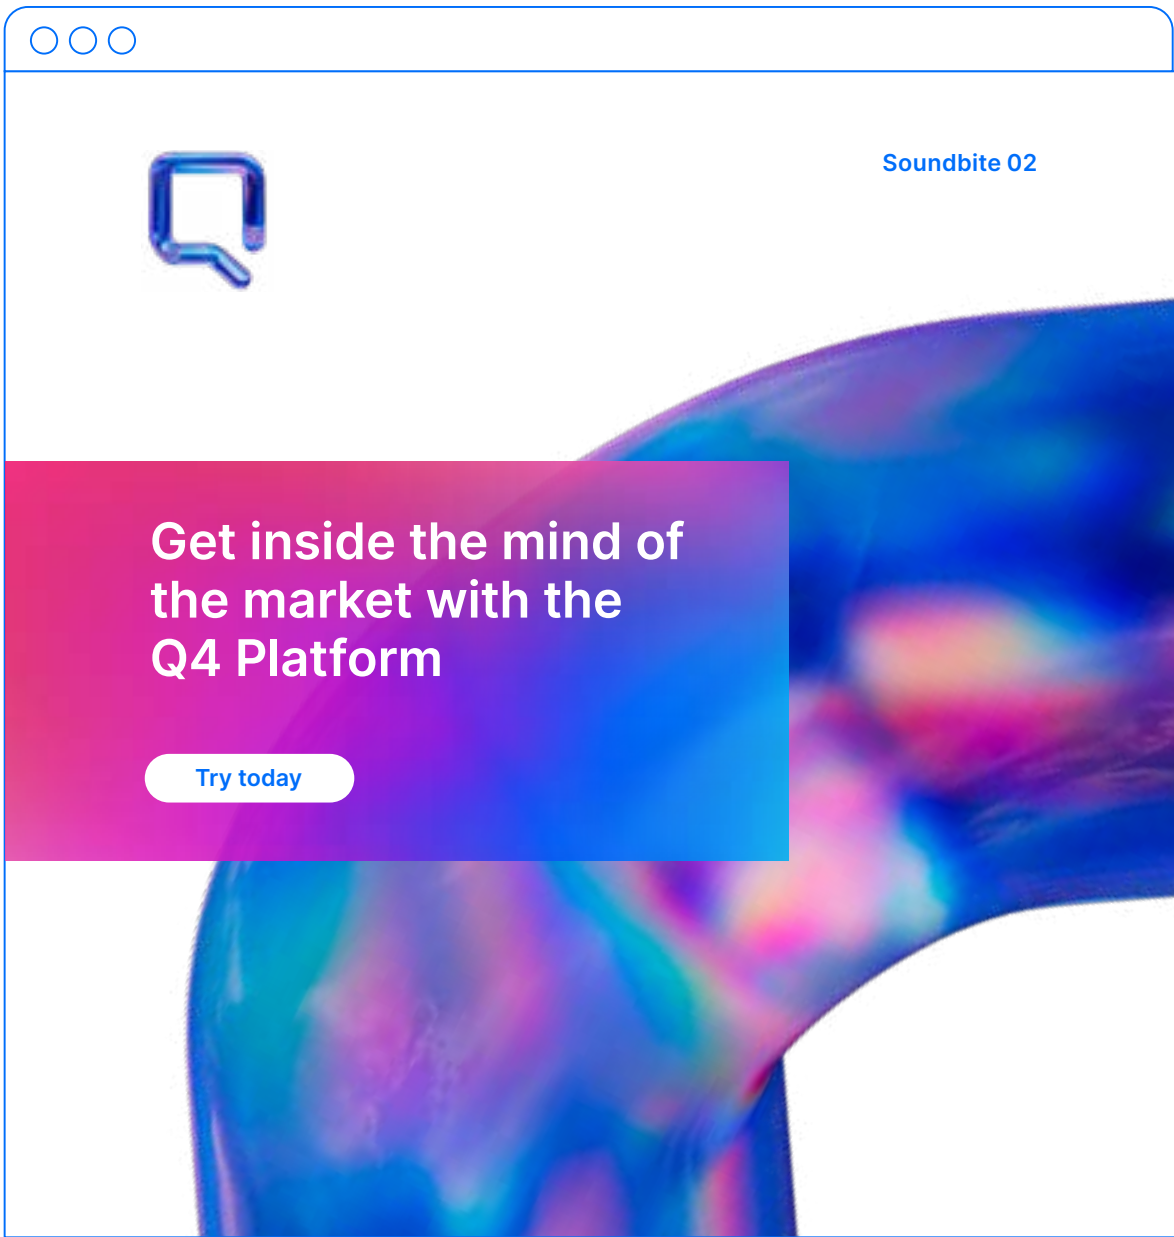 Soundbite 02
Get inside the mind of
the market with the
Q4 Platform
Try today